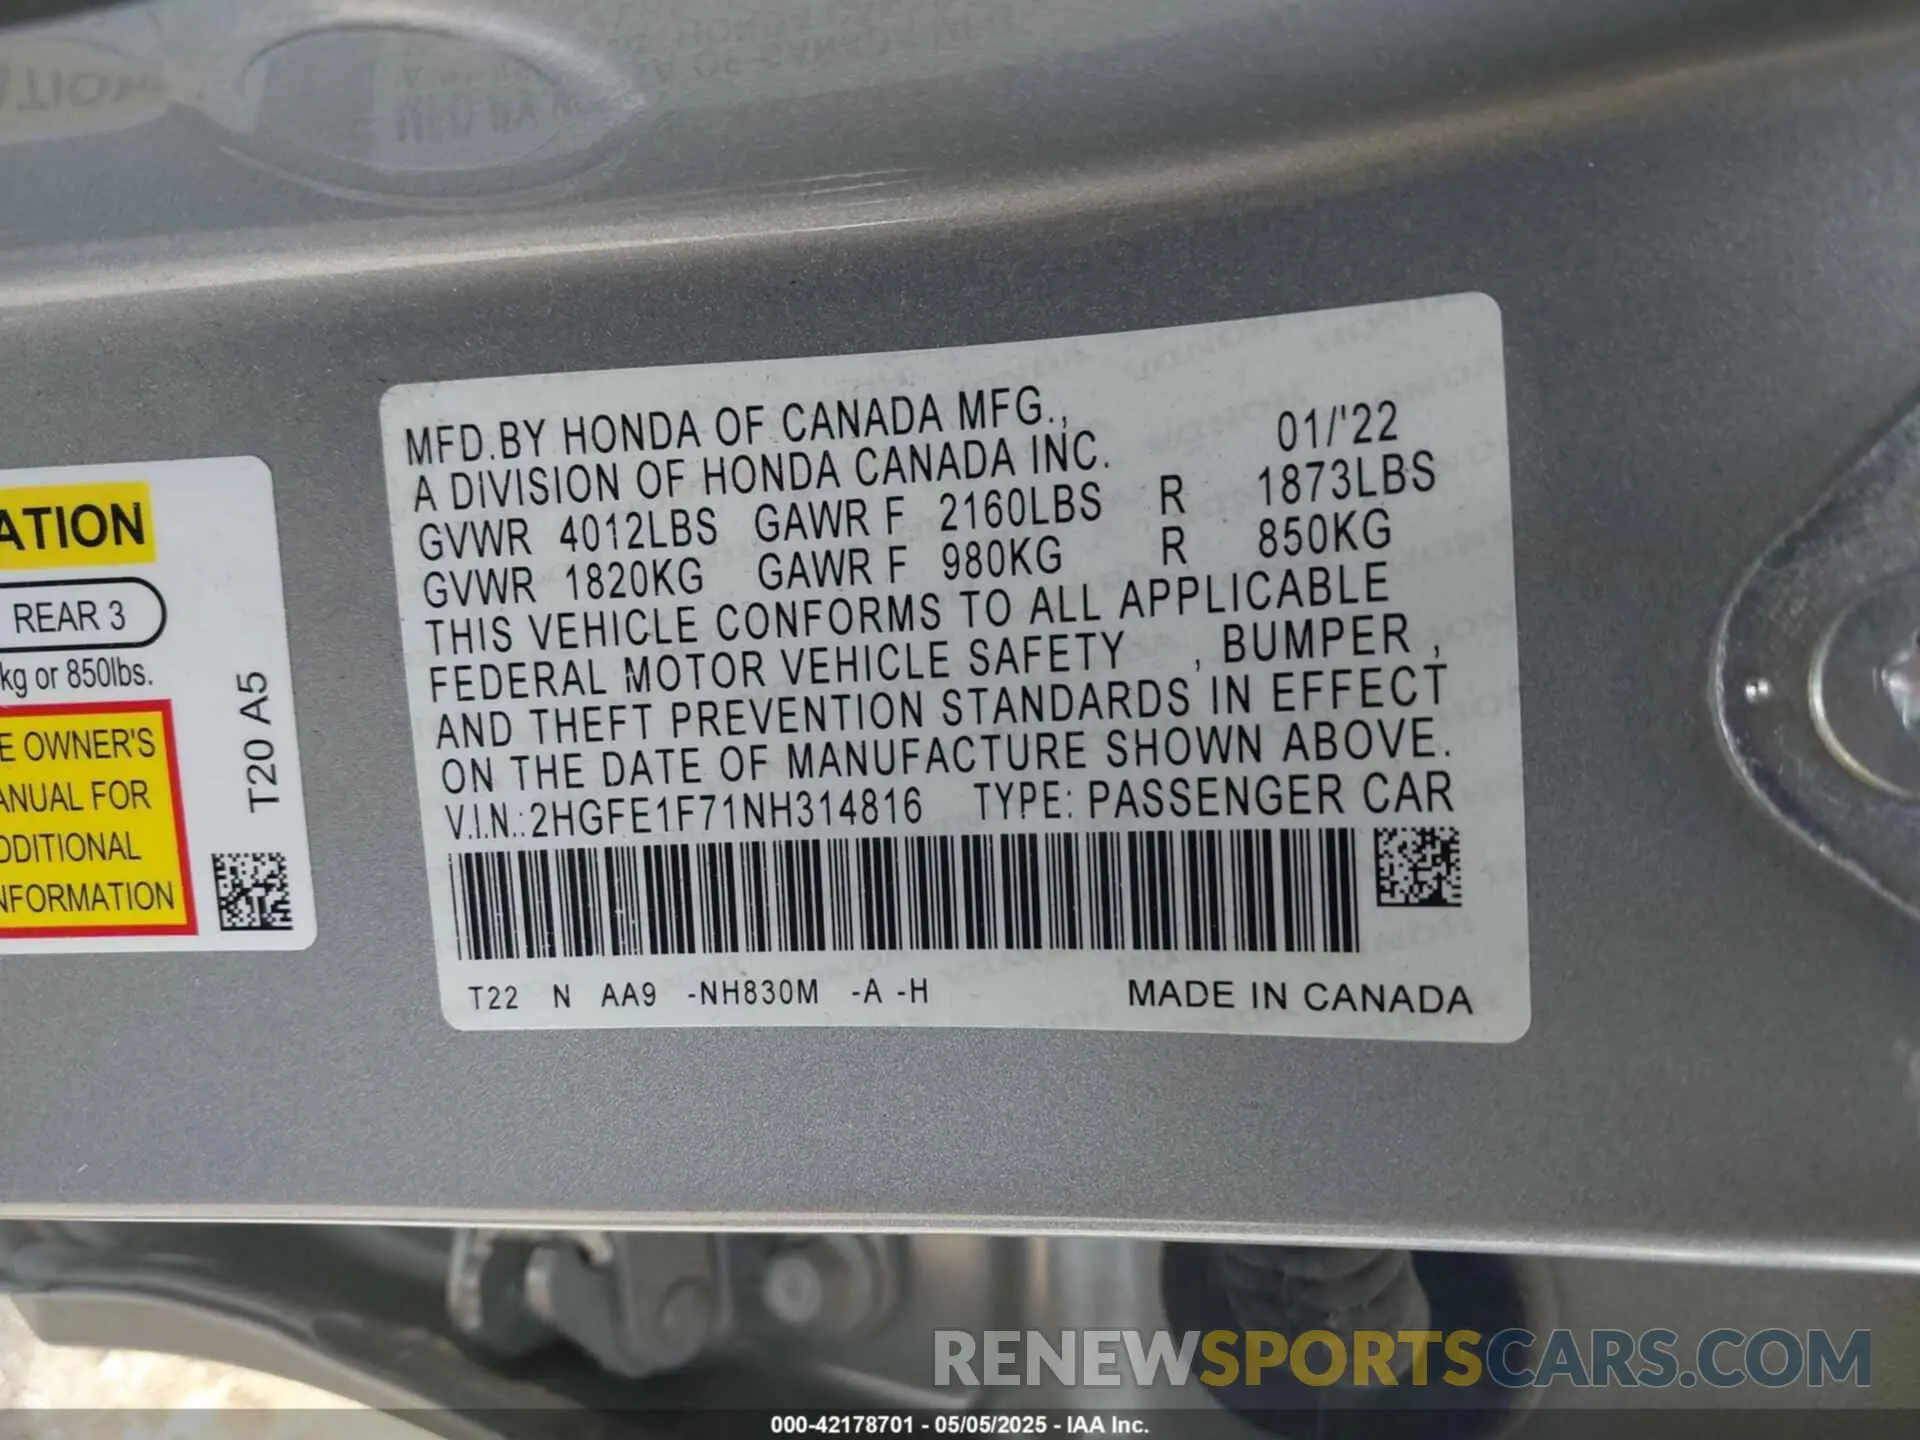 MFD.BY HONDA OF CANADA MFG.,
A DIVISION OF HONDA CANADA INC. 01/'22
GVWR 4012LBS GAWR F 2160LBS R 1873LBS
GVWR 1820KG GAWR F 980KG R 850KG
THIS VEHICLE CONFORMS TO ALL APPLICABLE
FEDERAL MOTOR VEHICLE SAFETY , BUMPER ,
AND THEFT PREVENTION STANDARDS IN EFFECT
ON THE DATE OF MANUFACTURE SHOWN ABOVE.
V.I.N.: 2HGFE1F71NH314816 TYPE: PASSENGER CAR
T22 N AA9 -NH830M -A -H MADE IN CANADA
ATION
REAR 3
kg or 850lbs.
E OWNER'S
ANUAL FOR
DDITIONAL
NFORMATION
T20 A5
RENEWSPORTSCARS.COM
000-42178701 - 05/05/2025 - IAA Inc.